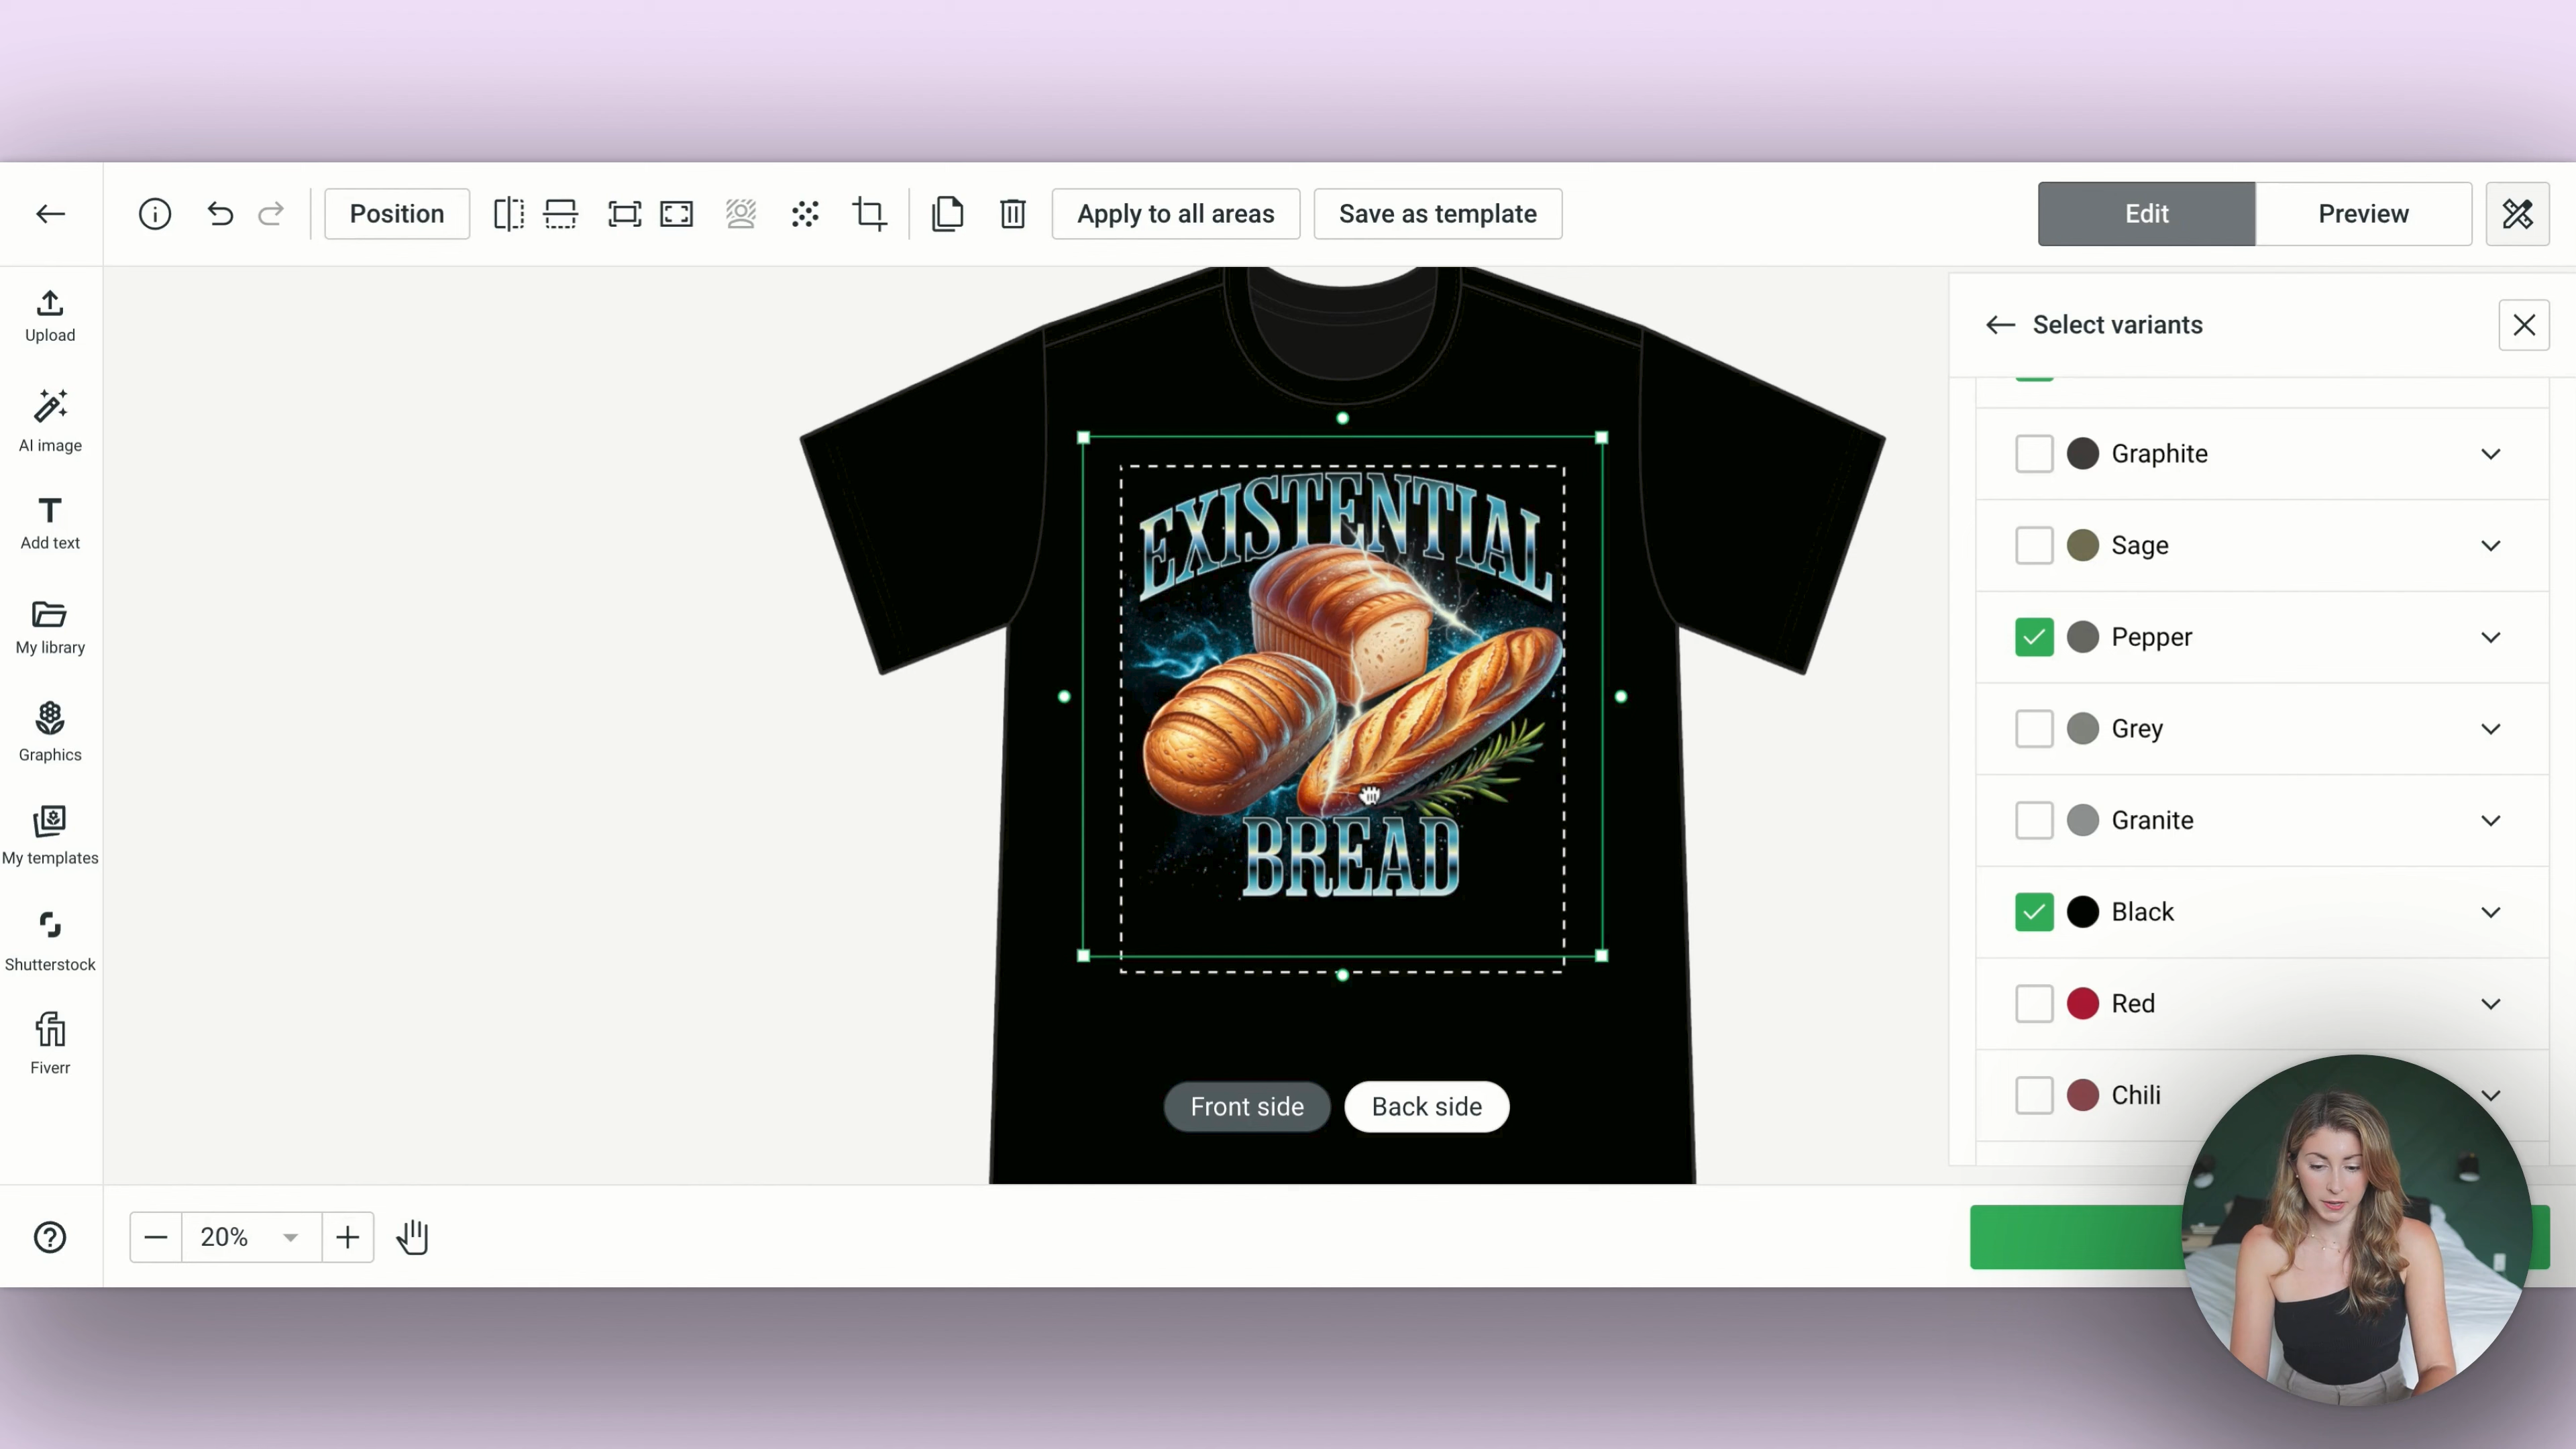 Position
Apply to all areas
Save as template
Edit
Preview
Upload
AI image
Add text
My library
Graphics
My templates
Shutterstock
Fiverr
EXISTENTIAL
BREAD
Front side
Back side
Select variants
Graphite
Sage
Pepper
Grey
Granite
Black
Red
Chili
20%